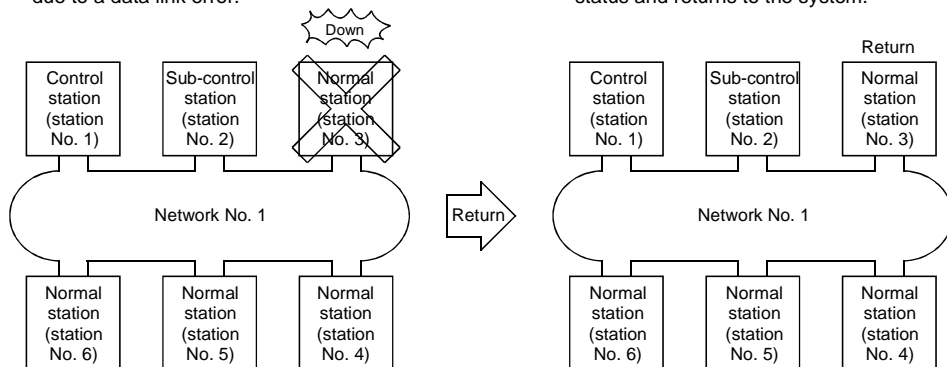 due to a data link error.
status and returns to the system.
Down
Return
Control
station
(station
No. 1)
Sub-control
station
(station
No. 2)
Normal
station
(station
No. 3)
Control
station
(station
No. 1)
Sub-control
station
(station
No. 2)
Normal
station
(station
No. 3)
Network No. 1
Return
Network No. 1
Normal
station
(station
No. 6)
Normal
station
(station
No. 5)
Normal
station
(station
No. 4)
Normal
station
(station
No. 6)
Normal
station
(station
No. 5)
Normal
station
(station
No. 4)